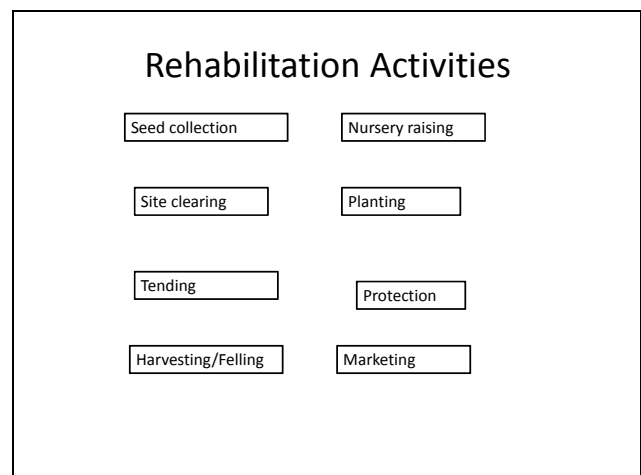 Rehabilitation Activities
Seed collection
Nursery raising
Site clearing
Planting
Tending
Protection
Harvesting/Felling
Marketing